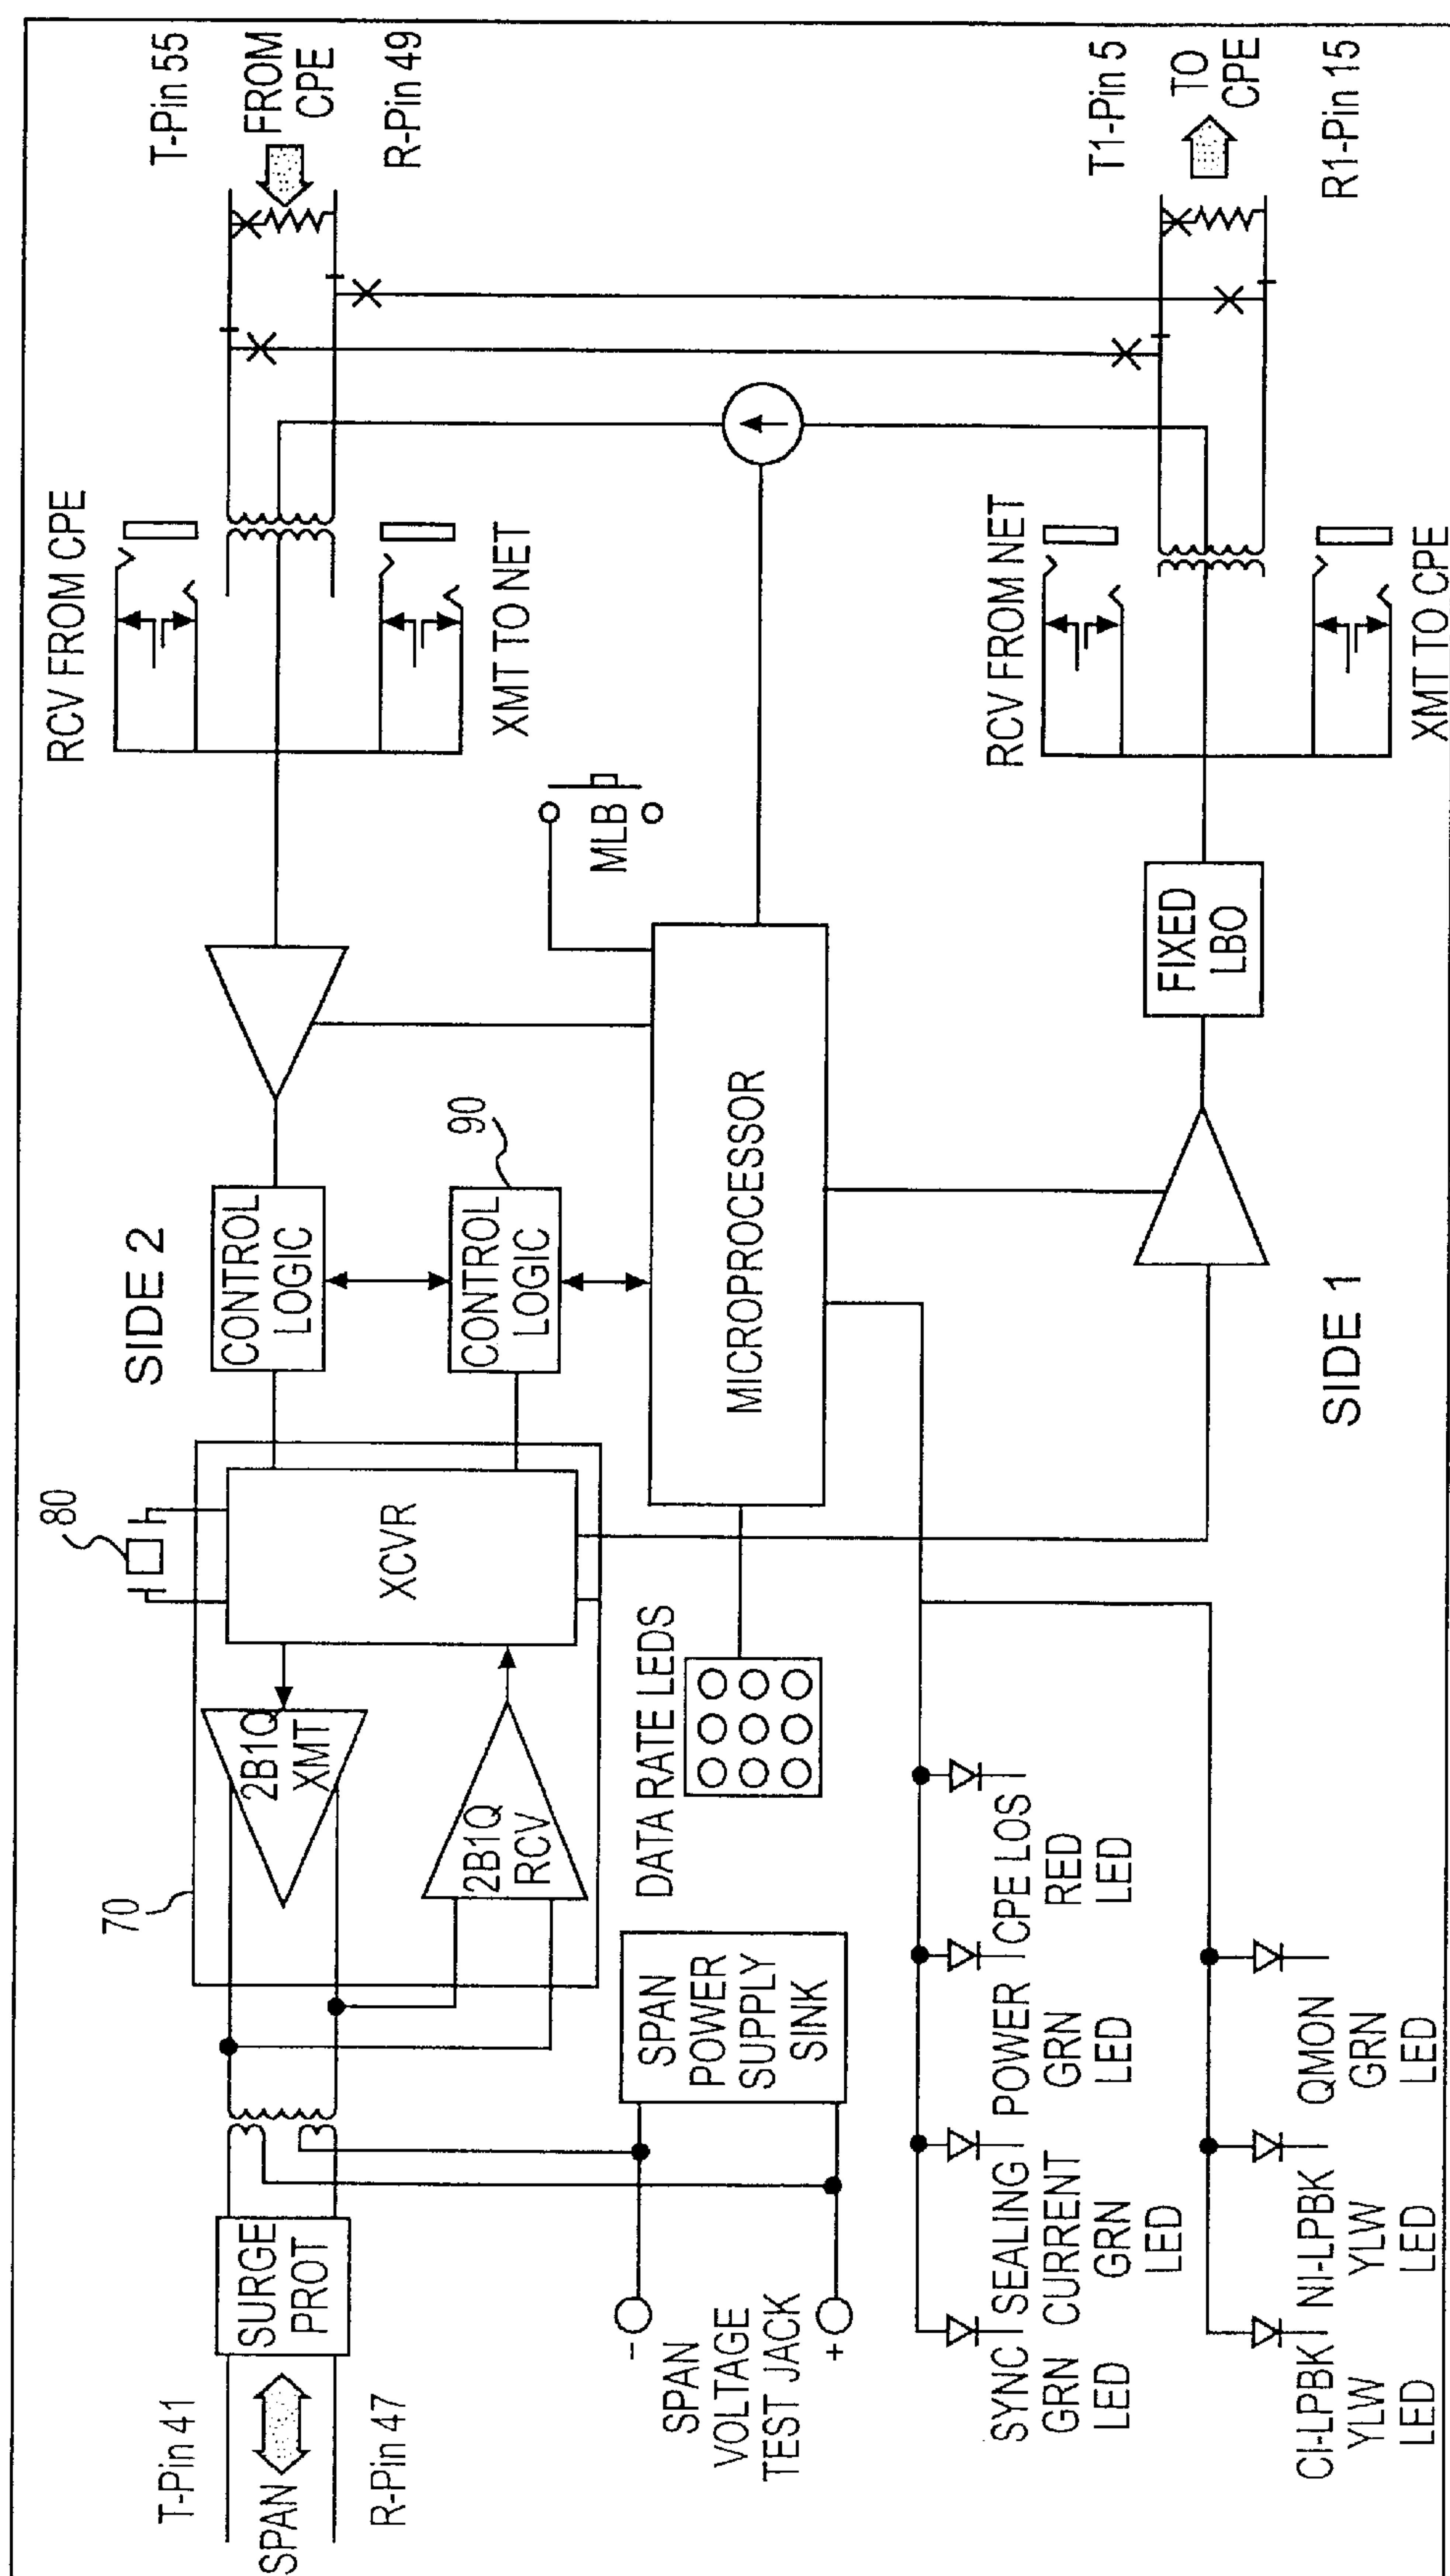 T-Pin 41
SPAN
R-Pin 47
SURGE
PROT
70
2B1Q
XMT
2B1Q
RCV
80
XCVR
SIDE 2
CONTROL
LOGIC
90
CONTROL
LOGIC
RCV FROM CPE
XMT TO NET
T-Pin 55
FROM
CPE
R-Pin 49
MLB
SPAN
POWER
SUPPLY
SINK
-
SPAN
VOLTAGE
TEST JACK
+
DATA RATE LEDS
MICROPROCESSOR
SYNC
GRN
LED
SEALING
CURRENT
GRN
LED
POWER
GRN
LED
CPE LOS
RED
LED
CI-LPBK
YLW
LED
NI-LPBK
YLW
LED
QMON
GRN
LED
SIDE 1
FIXED
LBO
RCV FROM NET
XMT TO CPE
T1-Pin 5
TO
CPE
R1-Pin 15